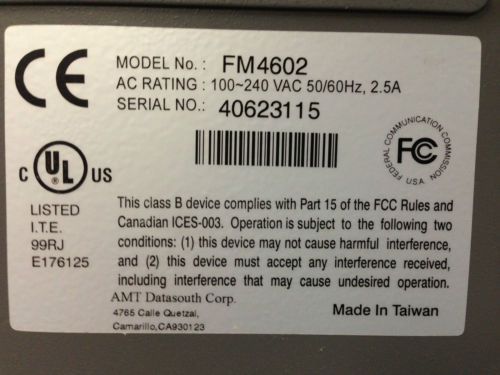 CE
MODEL No. : FM4602
AC RATING : 100~240 VAC 50/60Hz, 2.5A
SERIAL NO.: 40623115
FEDERAL COMMUNICATION COMMISSION
FC
USA
C UL US
LISTED
I.T.E.
99RJ
E176125
This class B device complies with Part 15 of the FCC Rules and
Canadian ICES-003. Operation is subject to the following two
conditions: (1) this device may not cause harmful interference,
and (2) this device must accept any interference received,
including interference that may cause undesired operation.
AMT Datasouth Corp.
4765 Calle Quetzal,
Camarillo,CA930123
Made In Taiwan